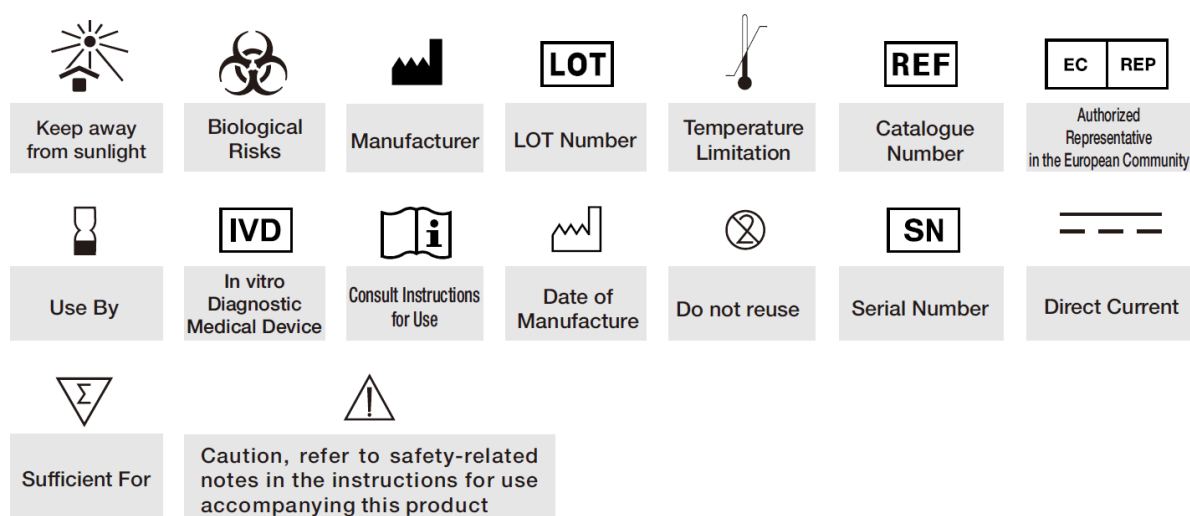 LOT
REF
EC REP
Keep away
from sunlight
Biological
Risks
Manufacturer
LOT Number
Temperature
Limitation
Catalogue
Number
Authorized
Representative
in the European Community
IVD
i
2
SN
Use By
In vitro
Diagnostic
Medical Device
Consult Instructions
for Use
Date of
Manufacture
Do not reuse
Serial Number
Direct Current
Σ
!
Sufficient For
Caution, refer to safety-related
notes in the instructions for use
accompanying this product